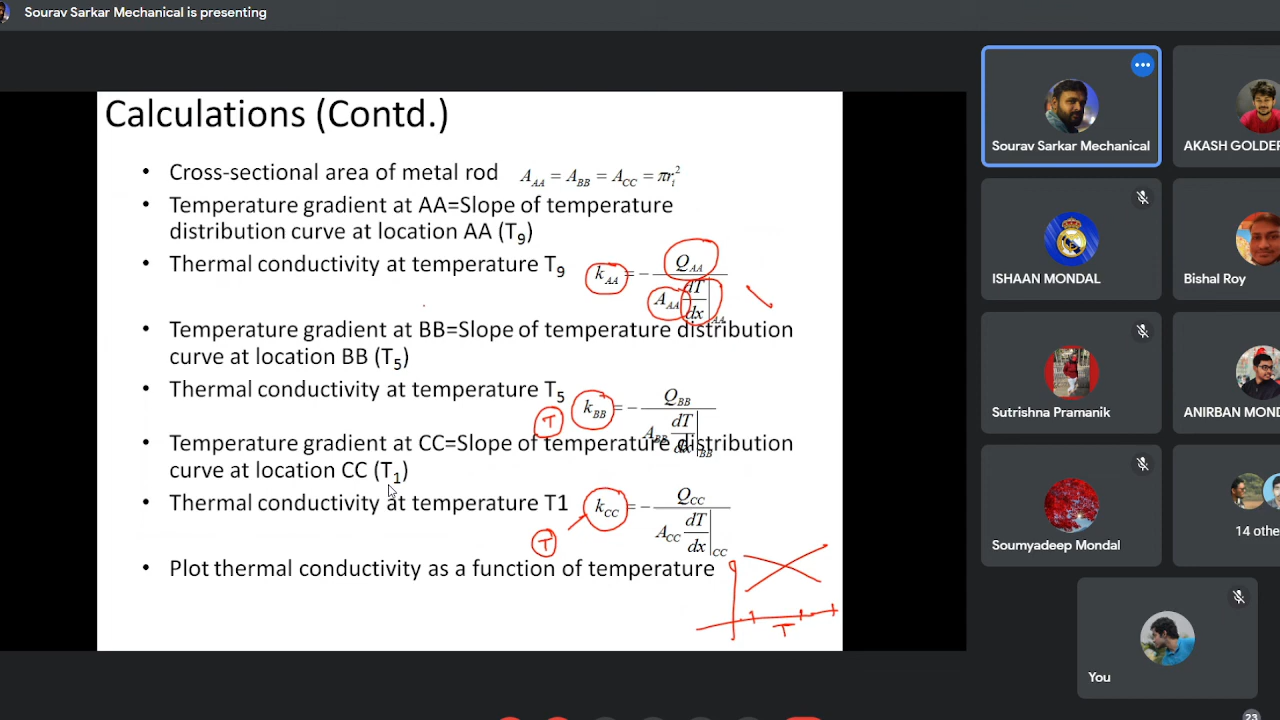 Sourav Sarkar Mechanical is presenting
Calculations (Contd.)
• Cross-sectional area of metal rod A_AA = A_BB = A_CC = πr_i^2
• Temperature gradient at AA=Slope of temperature
distribution curve at location AA (T9)
• Thermal conductivity at temperature T9 k_AA = − Q_AA / (A_AA dT/dx|_AA)
• Temperature gradient at BB=Slope of temperature distribution
curve at location BB (T5)
• Thermal conductivity at temperature T5 k_BB = − Q_BB / (A_BB dT/dx|_BB)
T
• Temperature gradient at CC=Slope of temperature distribution
curve at location CC (T1)
• Thermal conductivity at temperature T1 k_CC = − Q_CC / (A_CC dT/dx|_CC)
T
• Plot thermal conductivity as a function of temperature
T
Sourav Sarkar Mechanical
AKASH GOLDER
ISHAAN MONDAL
Bishal Roy
Sutrishna Pramanik
ANIRBAN MOND
Soumyadeep Mondal
14 othe
You
23